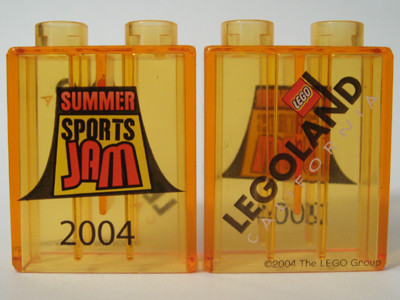 SUMMER
SPORTS
JAM
2004
LEGO
LEGOLAND
CALIFORNIA
©2004 The LEGO Group